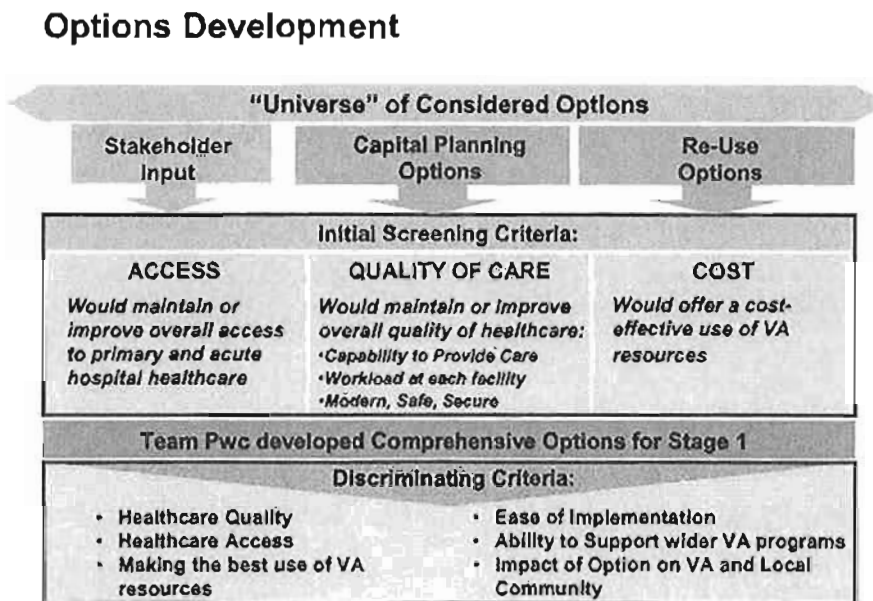 Options Development
"Universe" of Considered Options
Stakeholder
Input
Capital Planning
Options
Re-Use
Options
Initial Screening Criteria:
ACCESS
Would maintain or
improve overall access
to primary and acute
hospital healthcare
QUALITY OF CARE
Would maintain or improve
overall quality of healthcare:
•Capability to Provide Care
•Workload at each facility
•Modern, Safe, Secure
COST
Would offer a cost-
effective use of VA
resources
Team Pwc developed Comprehensive Options for Stage 1
Discriminating Criteria:
• Healthcare Quality
• Healthcare Access
• Making the best use of VA
resources
• Ease of Implementation
• Ability to Support wider VA programs
• Impact of Option on VA and Local
Community